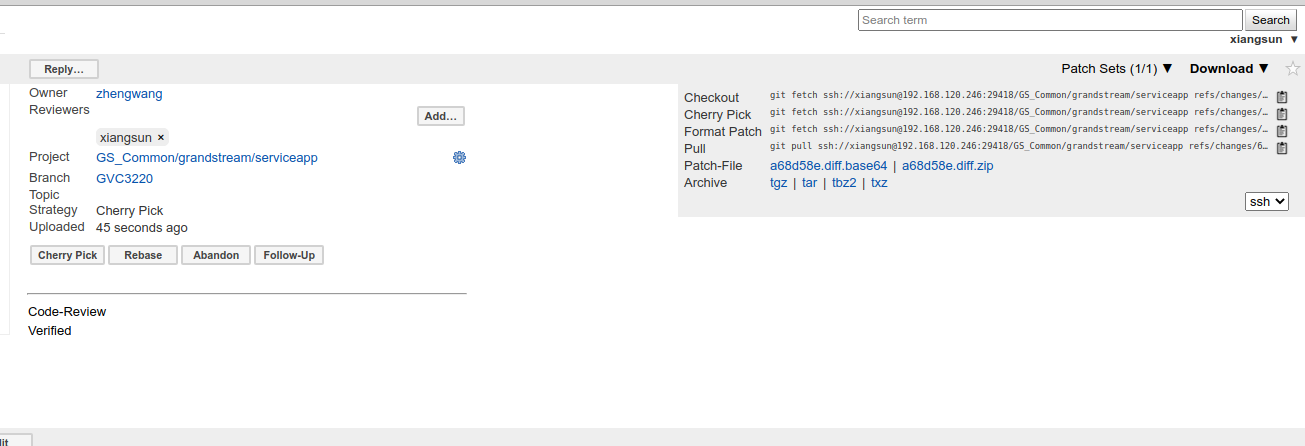 Search term Search
xiangsun ▼
Reply… Patch Sets (1/1) ▼ Download ▼
Owner zhengwang
Reviewers
Add…
xiangsun ×
Project GS_Common/grandstream/serviceapp
Branch GVC3220
Topic
Strategy Cherry Pick
Uploaded 45 seconds ago
Cherry Pick Rebase Abandon Follow-Up
Code-Review
Verified
Checkout git fetch ssh://xiangsun@192.168.120.246:29418/GS_Common/grandstream/serviceapp refs/changes/…
Cherry Pick git fetch ssh://xiangsun@192.168.120.246:29418/GS_Common/grandstream/serviceapp refs/changes/…
Format Patch git fetch ssh://xiangsun@192.168.120.246:29418/GS_Common/grandstream/serviceapp refs/changes/…
Pull git pull ssh://xiangsun@192.168.120.246:29418/GS_Common/grandstream/serviceapp refs/changes/6…
Patch-File a68d58e.diff.base64 | a68d58e.diff.zip
Archive tgz | tar | tbz2 | txz
ssh